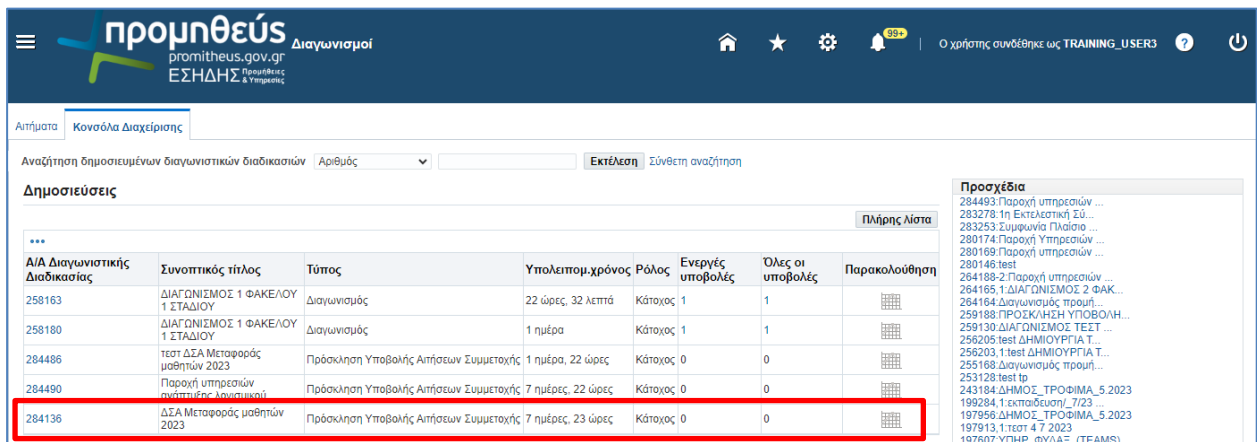 προμηθεύς Διαγωνισμοί
promitheus.gov.gr
ΕΣΗΔΗΣ Προμήθειες & Υπηρεσίες
99+
Ο χρήστης συνδέθηκε ως TRAINING_USER3 ?
Αιτήματα Κονσόλα Διαχείρισης
Αναζήτηση δημοσιευμένων διαγωνιστικών διαδικασιών Αριθμός Εκτέλεση Σύνθετη αναζήτηση
Δημοσιεύσεις
Πλήρης Λίστα
Α/Α Διαγωνιστικής Διαδικασίας Συνοπτικός τίτλος Τύπος Υπολειπομ.χρόνος Ρόλος Ενεργές υποβολές Όλες οι υποβολές Παρακολούθηση
258163 ΔΙΑΓΩΝΙΣΜΟΣ 1 ΦΑΚΕΛΟΥ 1 ΣΤΑΔΙΟΥ Διαγωνισμός 22 ώρες, 32 λεπτά Κάτοχος 1 1
258180 ΔΙΑΓΩΝΙΣΜΟΣ 1 ΦΑΚΕΛΟΥ 1 ΣΤΑΔΙΟΥ Διαγωνισμός 1 ημέρα Κάτοχος 1 1
284486 τεστ ΔΣΑ Μεταφοράς μαθητών 2023 Πρόσκληση Υποβολής Αιτήσεων Συμμετοχής 1 ημέρα, 22 ώρες Κάτοχος 0 0
284490 Παροχή υπηρεσιών ανάπτυξης λογισμικού Πρόσκληση Υποβολής Αιτήσεων Συμμετοχής 7 ημέρες, 22 ώρες Κάτοχος 0 0
284136 ΔΣΑ Μεταφοράς μαθητών 2023 Πρόσκληση Υποβολής Αιτήσεων Συμμετοχής 7 ημέρες, 23 ώρες Κάτοχος 0 0
Προσχέδια
284493:Παροχή υπηρεσιών ...
283278:1η Εκτελεστική Σύ...
283253:Συμφωνία Πλαίσιο ...
280174:Παροχή Υπηρεσιών ...
280169:Παροχή υπηρεσιών ...
280146:test
264188-2:Παροχή υπηρεσιών ...
264165,1:ΔΙΑΓΩΝΙΣΜΟΣ 2 ΦΑΚ...
264164:Διαγωνισμός προμή...
259188:ΠΡΟΣΚΛΗΣΗ ΥΠΟΒΟΛΗ...
259130:ΔΙΑΓΩΝΙΣΜΟΣ ΤΕΣΤ ...
256205:test ΔΗΜΙΟΥΡΓΙΑ Τ...
256203,1:test ΔΗΜΙΟΥΡΓΙΑ Τ...
255168:Διαγωνισμός προμή...
253128:test tp
243184:ΔΗΜΟΣ_ΤΡΟΦΙΜΑ_5.2023
199284,1:εκπαίδευση/_7/23 ...
197956:ΔΗΜΟΣ_ΤΡΟΦΙΜΑ_5.2023
197913,1:τεστ 4 7 2023
197607:ΥΠΗΡ_ΦΥΛΑΞ_(TEAMS)